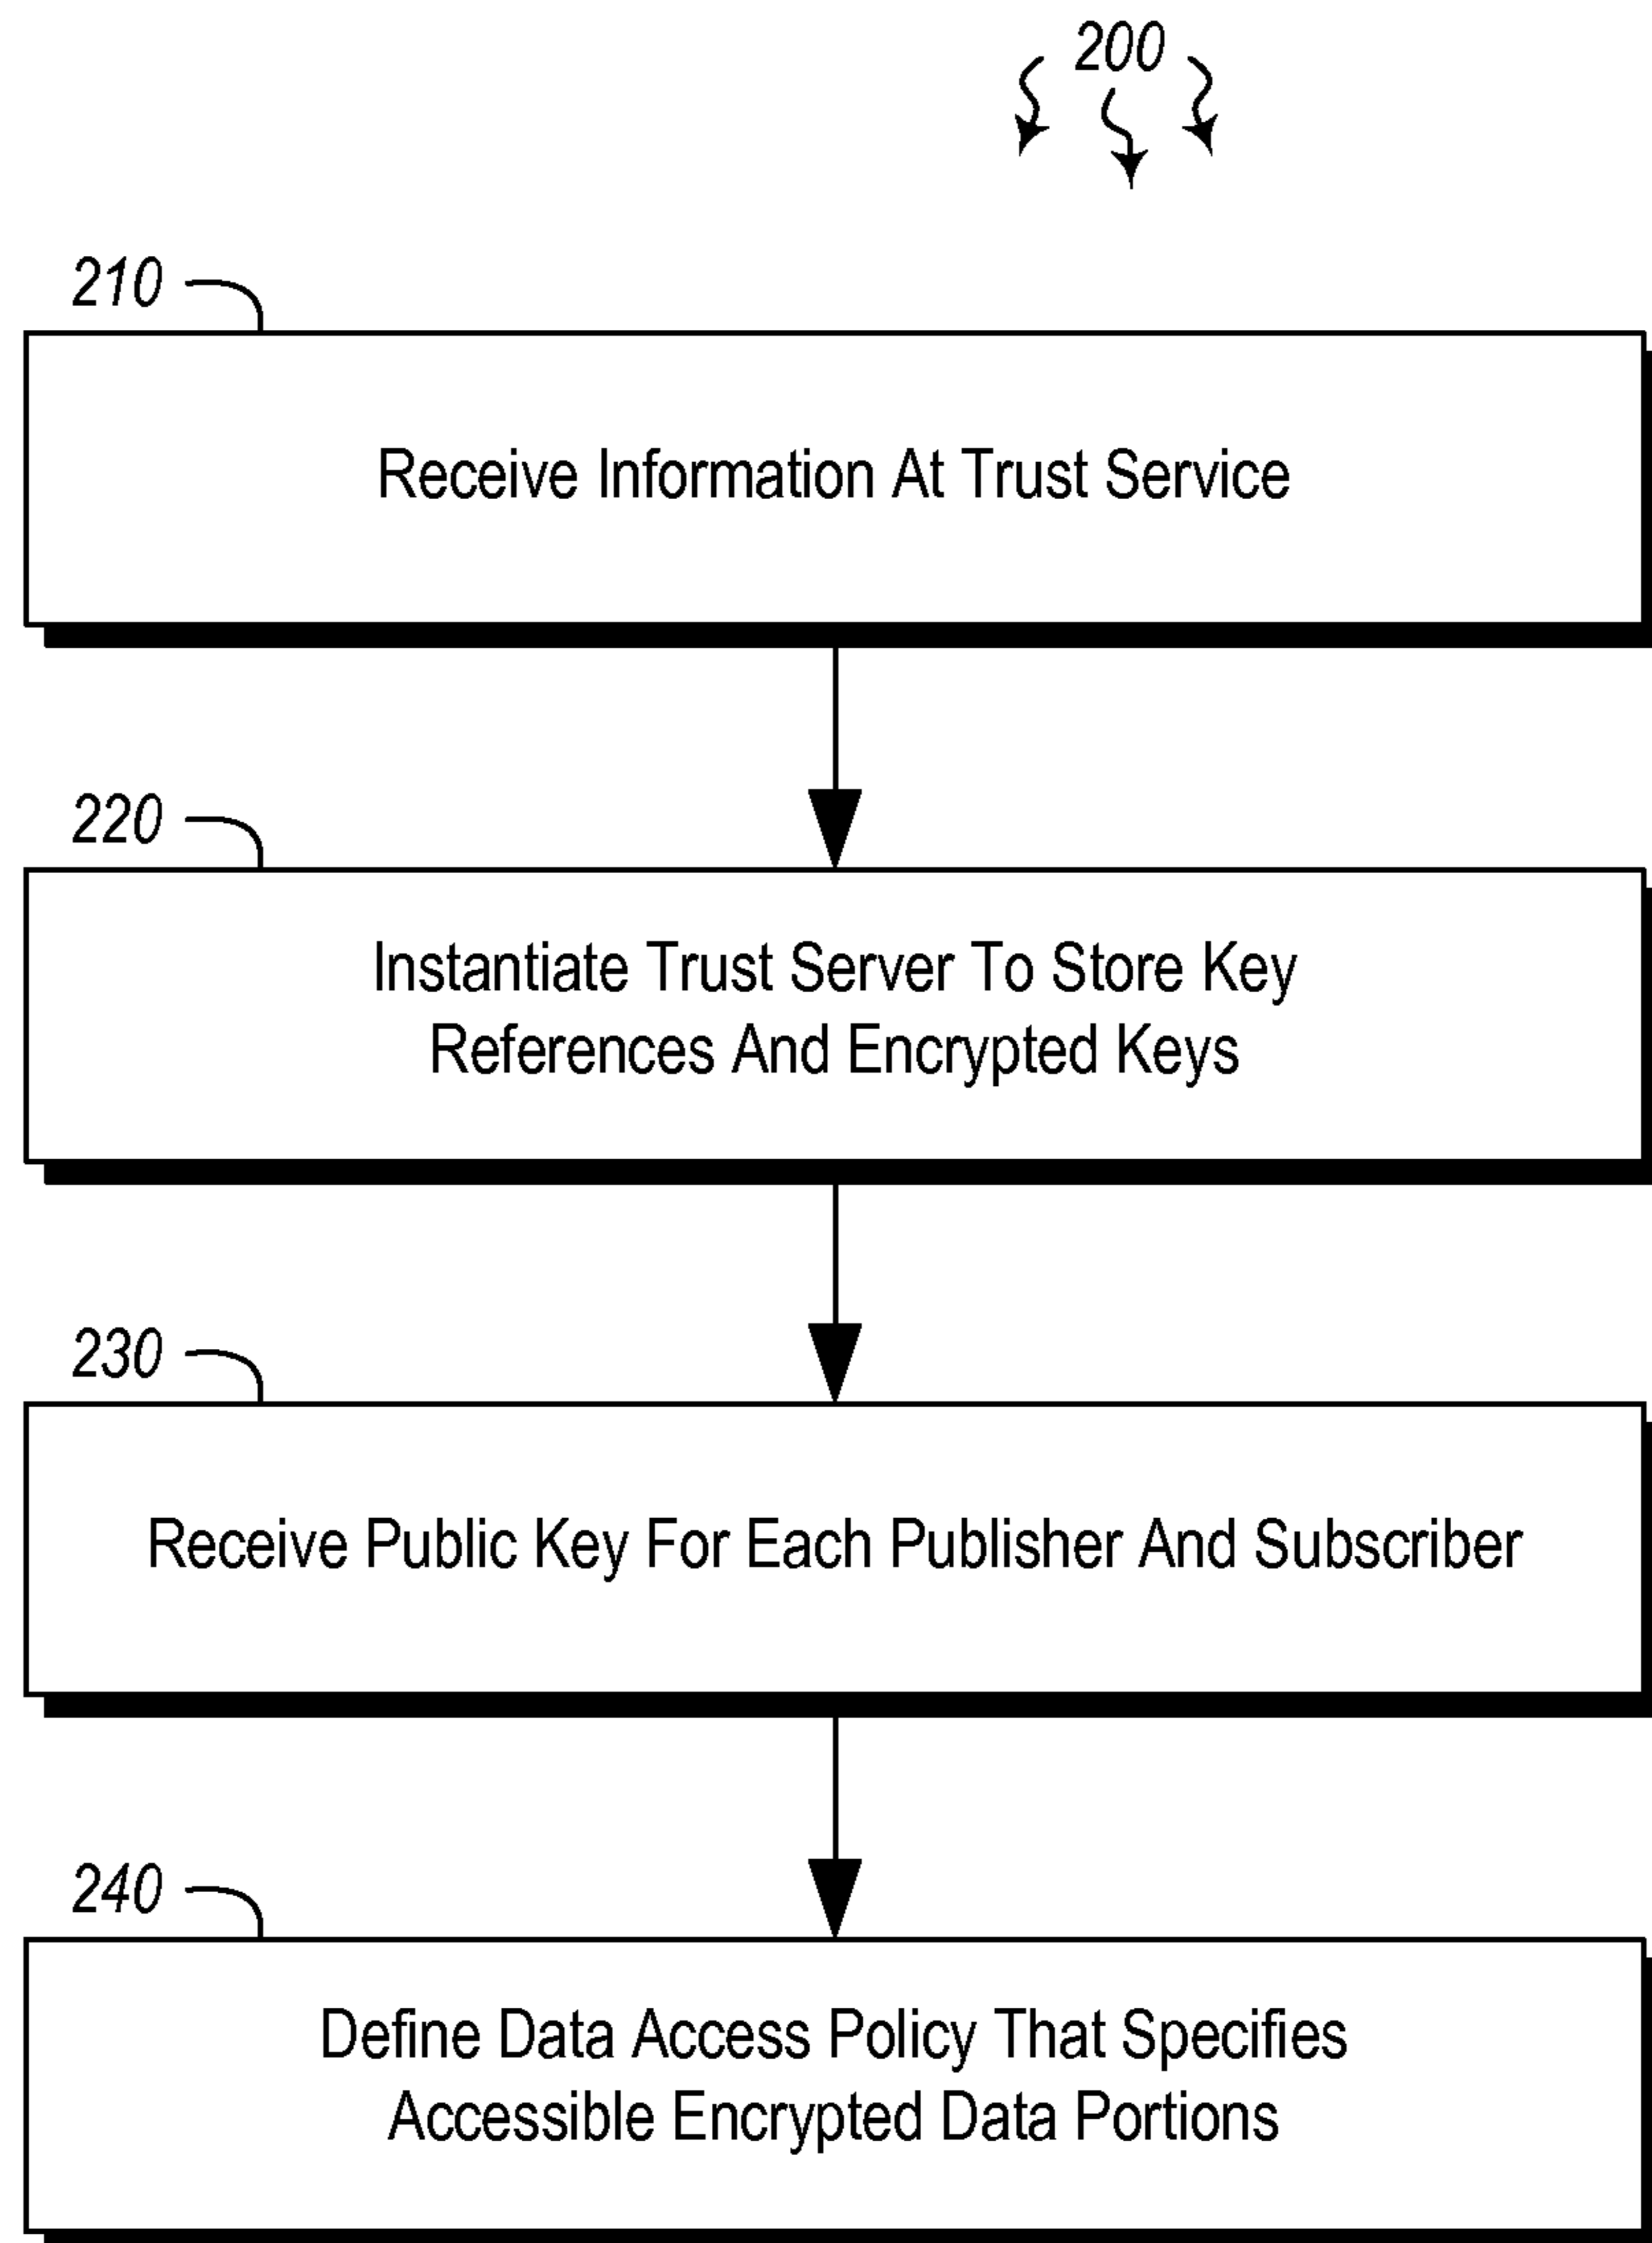 200
210
Receive Information At Trust Service
220
Instantiate Trust Server To Store Key
References And Encrypted Keys
230
Receive Public Key For Each Publisher And Subscriber
240
Define Data Access Policy That Specifies
Accessible Encrypted Data Portions